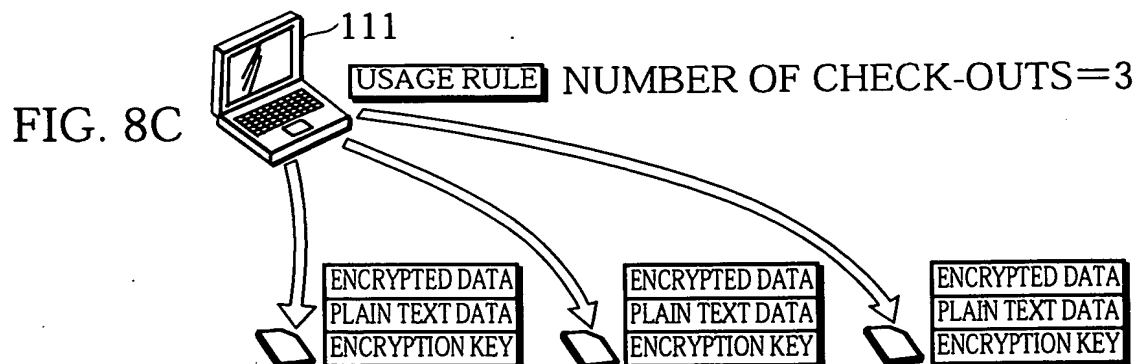 111
USAGE RULE NUMBER OF CHECK-OUTS=3
FIG. 8C
ENCRYPTED DATA ENCRYPTED DATA ENCRYPTED DATA
PLAIN TEXT DATA PLAIN TEXT DATA PLAIN TEXT DATA
ENCRYPTION KEY ENCRYPTION KEY ENCRYPTION KEY